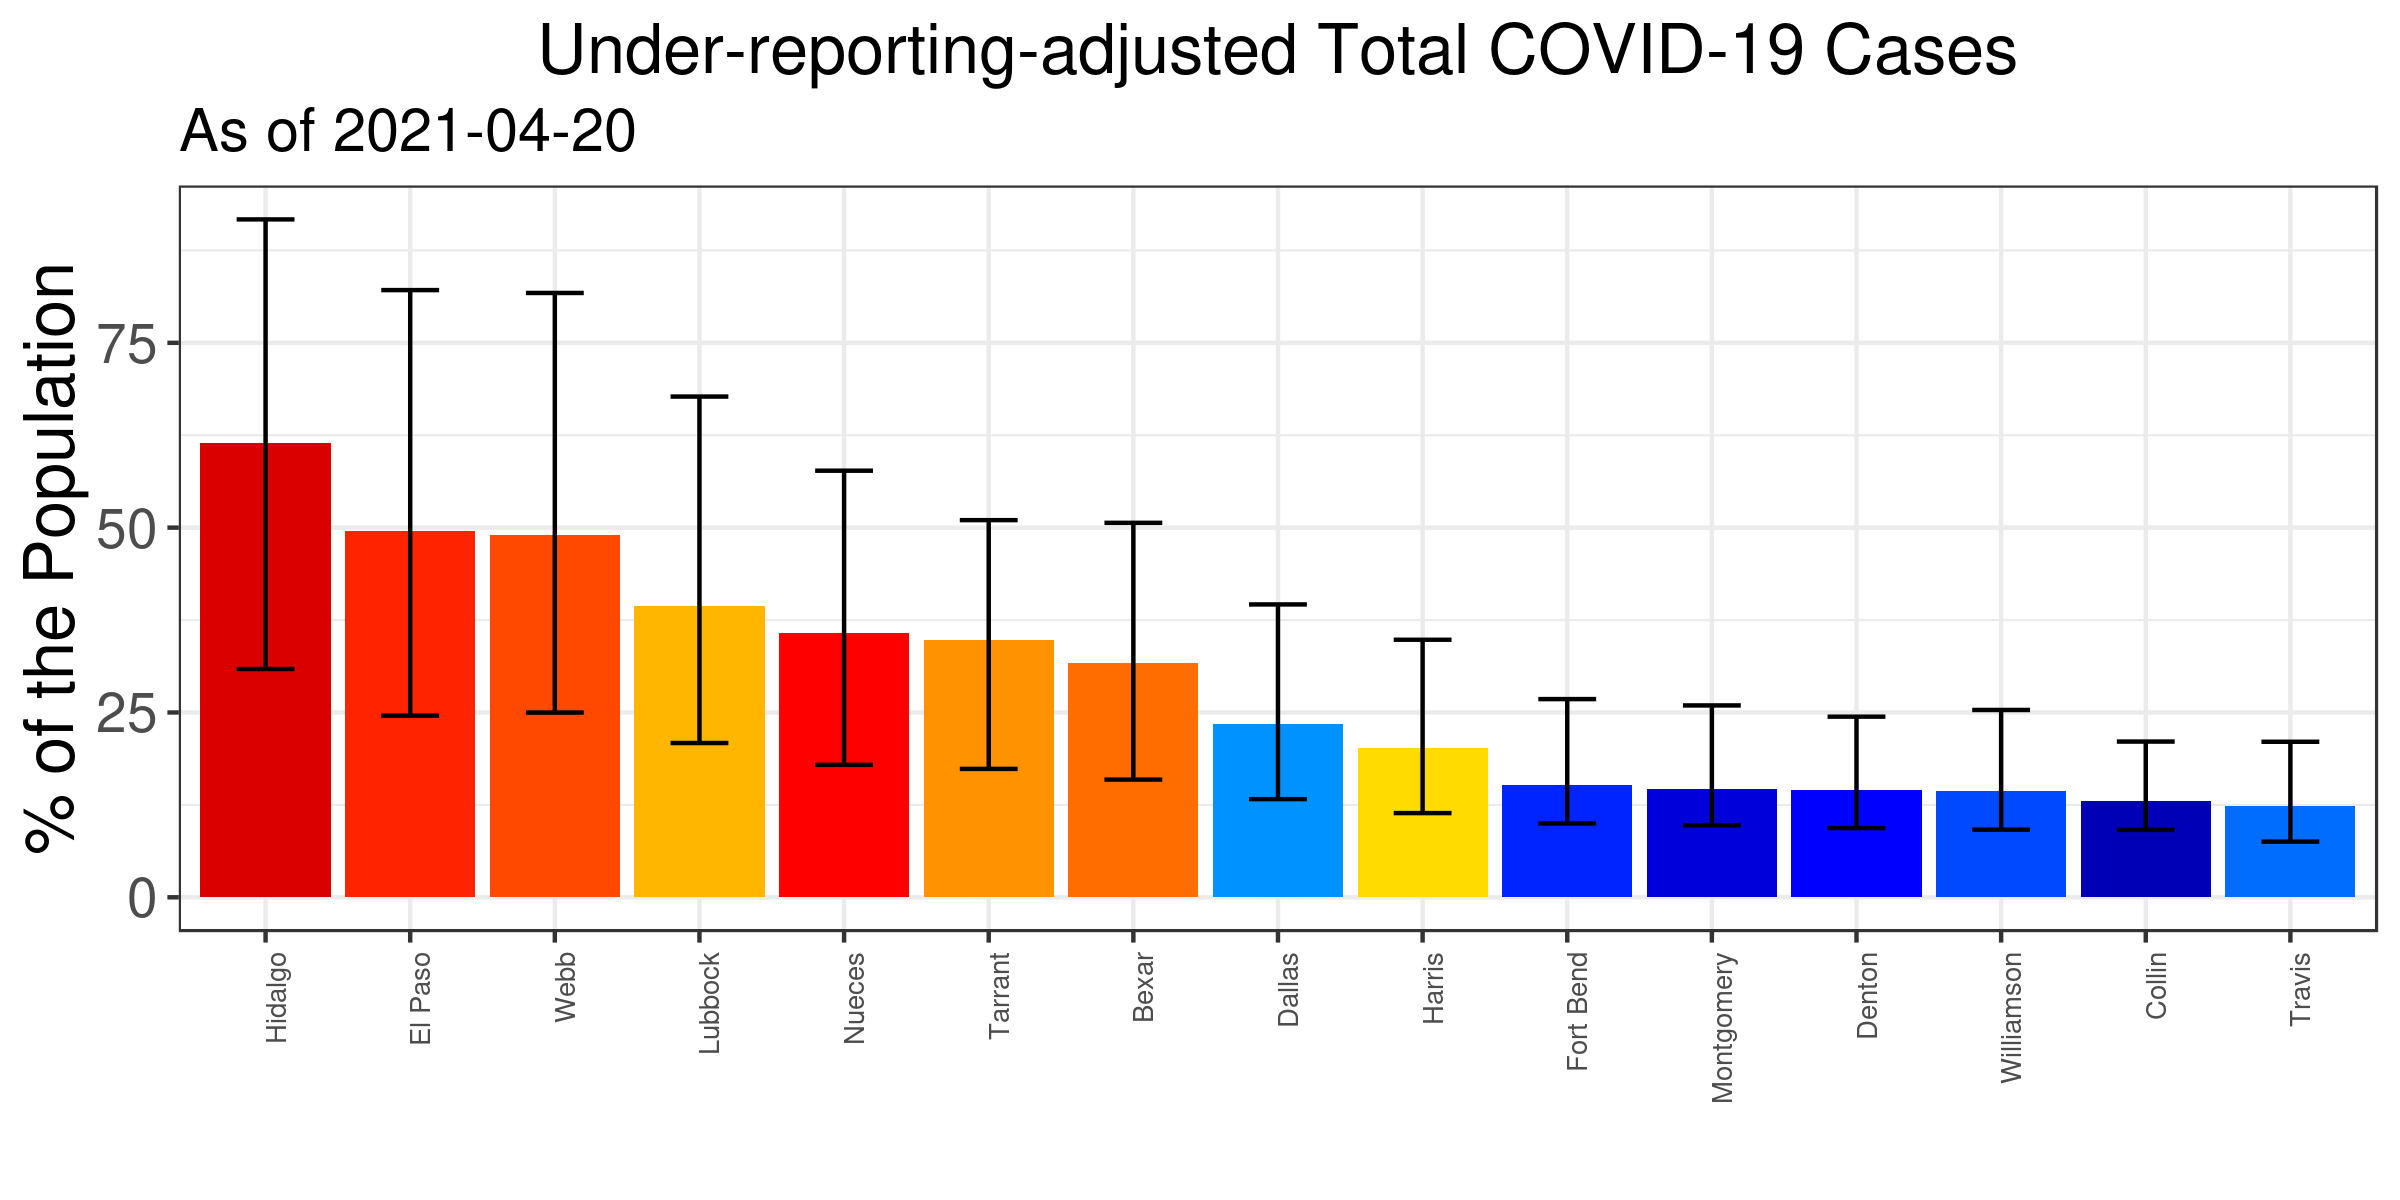 Under-reporting-adjusted Total COVID-19 Cases
As of 2021-04-20
% of the Population
75
50
25
0
Hidalgo
El Paso
Webb
Lubbock
Nueces
Tarrant
Bexar
Dallas
Harris
Fort Bend
Montgomery
Denton
Williamson
Collin
Travis